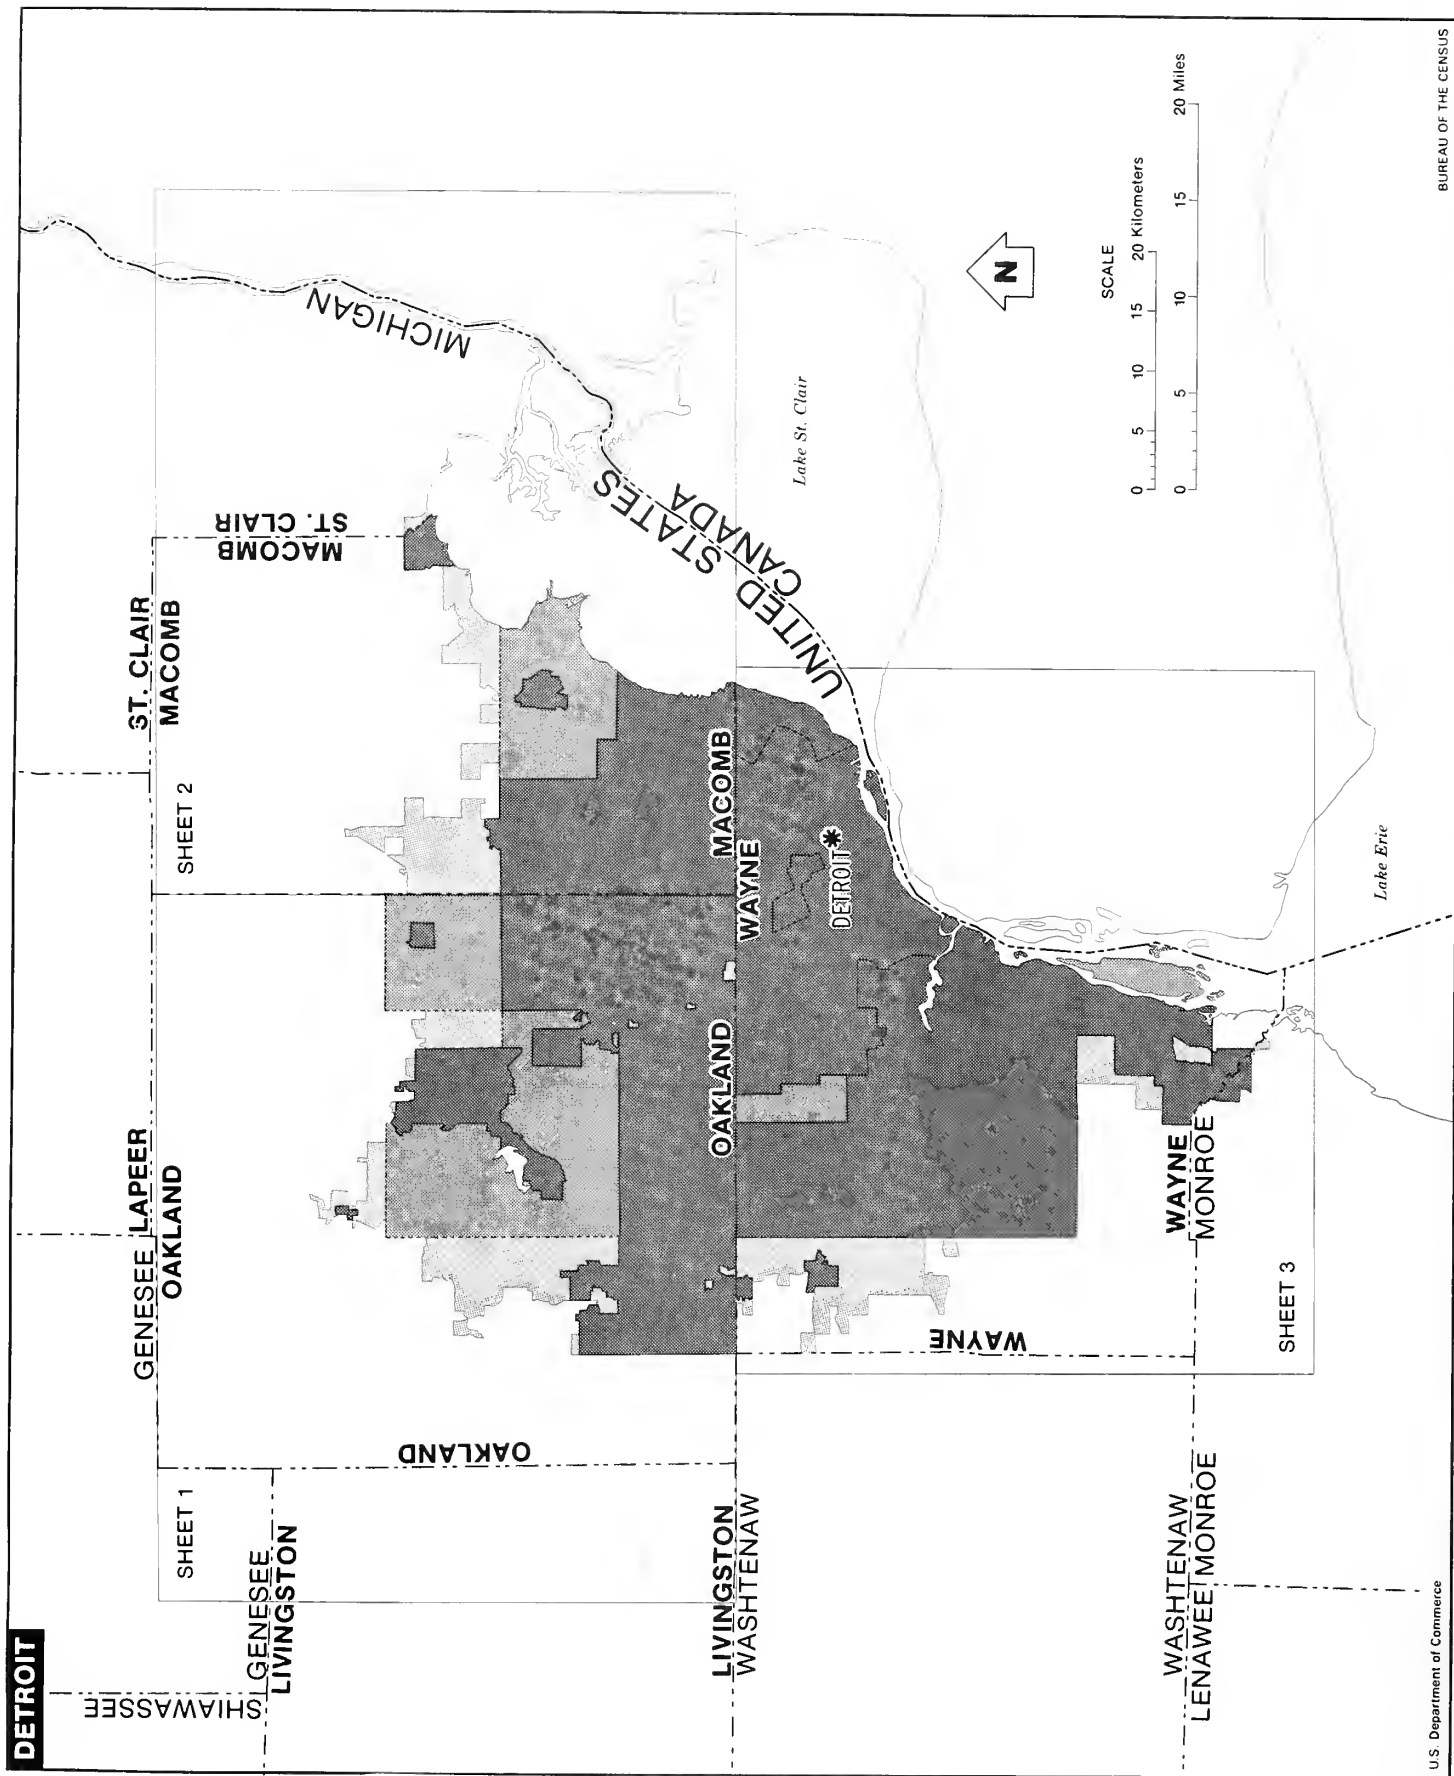 DETROIT
SHIAWASSEE
GENESEE
LIVINGSTON
SHEET 1
GENESEE
LAPEER
OAKLAND
ST. CLAIR
MACOMB
SHEET 2
MACOMB
ST. CLAIR
MICHIGAN
OAKLAND
UNITED STATES
CANADA
Lake St. Clair
LIVINGSTON
WASHTENAW
OAKLAND
MACOMB
WAYNE
DETROIT
WAYNE
N
SCALE
0 5 10 15 20 Kilometers
0 5 10 15 20 Miles
Lake Erie
WASHTENAW
LENAWEE
MONROE
WAYNE
MONROE
SHEET 3
U.S. Department of Commerce
BUREAU OF THE CENSUS